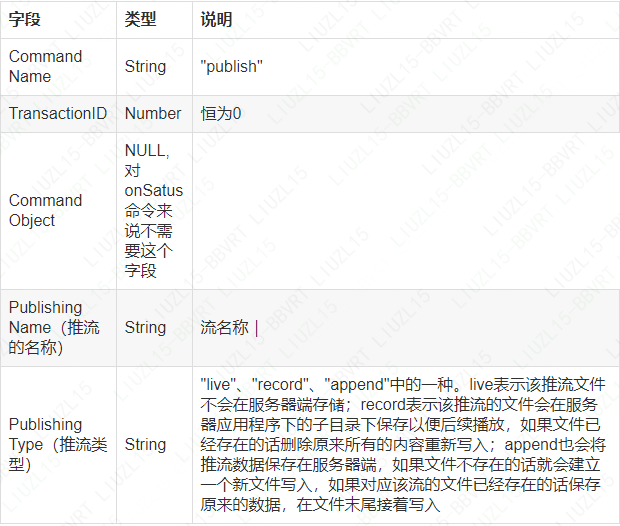 字段 类型 说明
Command
Name
String
"publish"
TransactionID Number 恒为0
Command
Object
NULL,
对
onSatus
命令来
说不需
要这个
字段
Publishing
Name（推流
的名称）
String
流名称 |
Publishing
Type（推流类
型）
String
"live"、"record"、"append"中的一种。live表示该推流文件
不会在服务器端存储；record表示该推流的文件会在服务
器应用程序下的子目录下保存以便后续播放，如果文件已
经存在的话删除原来所有的内容重新写入；append也会将
推流数据保存在服务器端，如果文件不存在的话就会建立
一个新文件写入，如果对应该流的文件已经存在的话保存
原来的数据，在文件末尾接着写入
LIUZL15-BBVRT